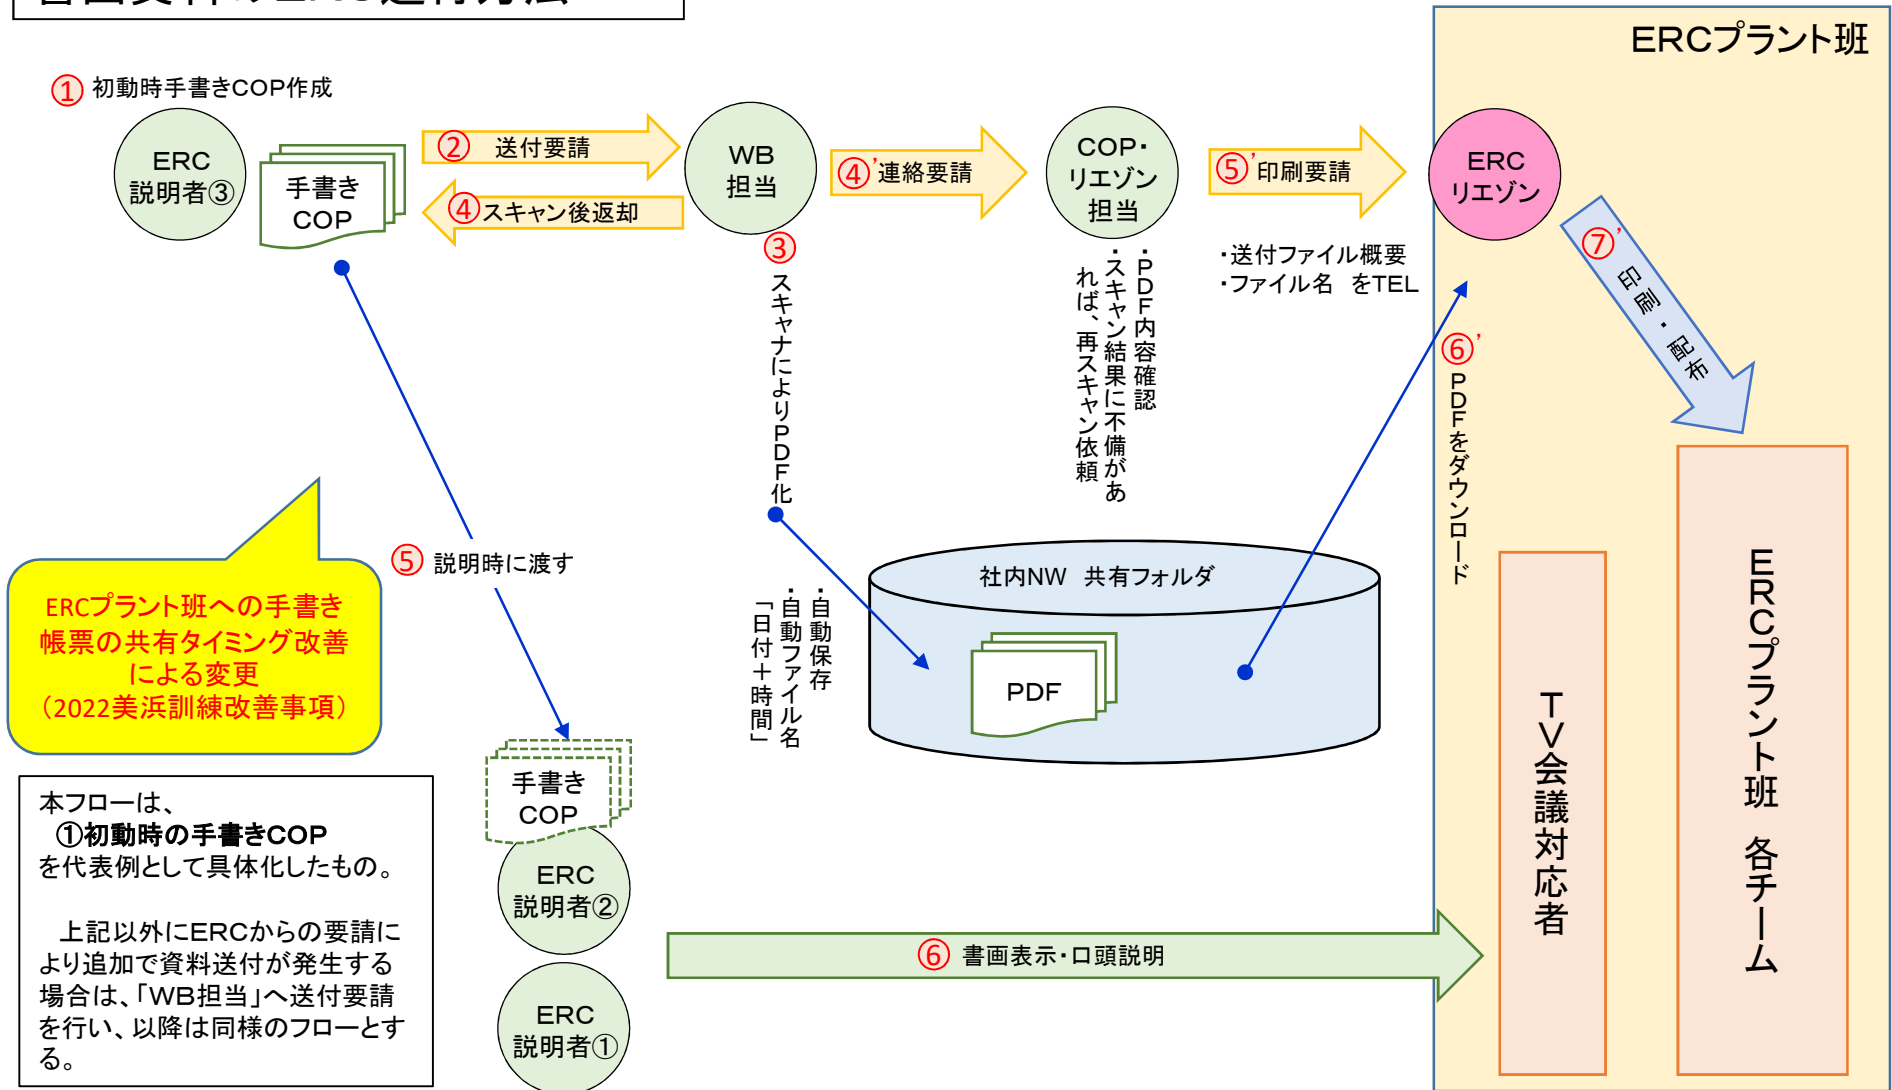 書画資料のERC送付方法
ERCプラント班
① 初動時手書きCOP作成
ERC
説明者③
手書き
COP
② 送付要請
④ スキャン後返却
WB
担当
④’連絡要請
COP・
リエゾン
担当
⑤’印刷要請
ERC
リエゾン
・送付ファイル概要
・ファイル名　をTEL
③
スキャナによりPDF化
・PDF内容確認
・スキャン結果に不備があ
れば、再スキャン依頼
⑦’
印刷・配布
⑥’
PDFをダウンロード
⑤ 説明時に渡す
ERCプラント班への手書き
帳票の共有タイミング改善
による変更
（2022美浜訓練改善事項）
・自動保存
・自動ファイル名
「日付＋時間」
社内NW　共有フォルダ
PDF
TV会議対応者
ERCプラント班　各チーム
手書き
COP
ERC
説明者②
ERC
説明者①
⑥ 書画表示・口頭説明
本フローは、
①初動時の手書きCOP
を代表例として具体化したもの。
上記以外にERCからの要請に
より追加で資料送付が発生する
場合は、「WB担当」へ送付要請
を行い、以降は同様のフローとす
る。